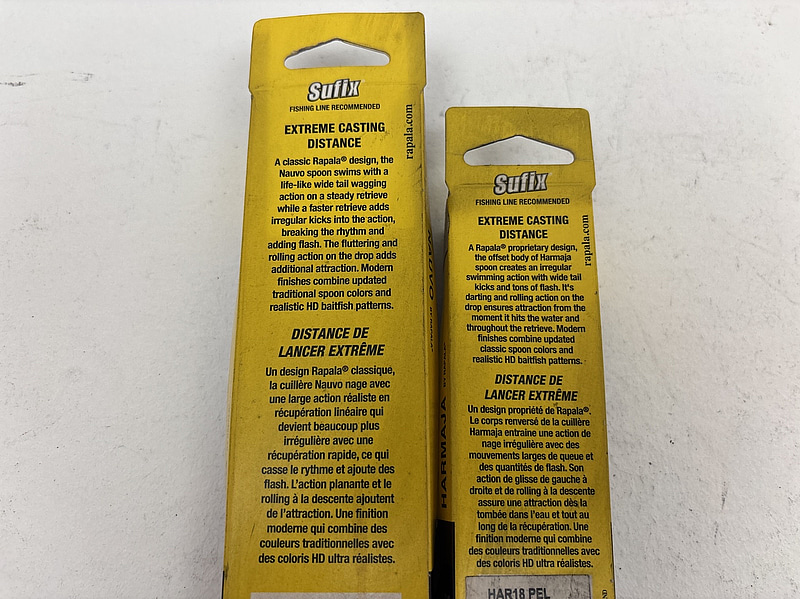 Sufix
FISHING LINE RECOMMENDED
rapala.com
EXTREME CASTING
DISTANCE
A classic Rapala® design, the
Nauvo spoon swims with a
life-like wide tail wagging
action on a steady retrieve
while a faster retrieve adds
irregular kicks into the action,
breaking the rhythm and
adding flash. The fluttering and
rolling action on the drop adds
additional attraction. Modern
finishes combine updated
traditional spoon colors and
realistic HD baitfish patterns.
DISTANCE DE
LANCER EXTRÊME
Un design Rapala® classique,
la cuillère Nauvo nage avec
une large action réaliste en
récupération linéaire qui
devient beaucoup plus
irrégulière avec une
récupération rapide, ce qui
casse le rythme et ajoute des
flash. L'action planante et le
rolling à la descente ajoutent
de l'attraction. Une finition
moderne qui combine des
couleurs traditionnelles avec
des coloris HD ultra réalistes.
NAUVO
Sufix
FISHING LINE RECOMMENDED
rapala.com
EXTREME CASTING
DISTANCE
A Rapala® proprietary design,
the offset body of Harmaja
spoon creates an irregular
swimming action with wide tail
kicks and tons of flash. It's
darting and rolling action on the
drop ensures attraction from the
moment it hits the water and
throughout the retrieve. Modern
finishes combine updated
classic spoon colors and
realistic HD baitfish patterns.
DISTANCE DE
LANCER EXTRÊME
Un design propriété de Rapala®.
Le corps renversé de la cuillère
Harmaja entraine une action de
nage irrégulière avec des
mouvements larges de queue et
des quantités de flash. Son
action de glisse de gauche à
droite et de rolling à la descente
assure une attraction dès la
tombée dans l'eau et tout au
long de la récupération. Une
finition moderne qui combine
des couleurs traditionnelles avec
des coloris HD ultra réalistes.
HARMAJA
HAR18 PEL